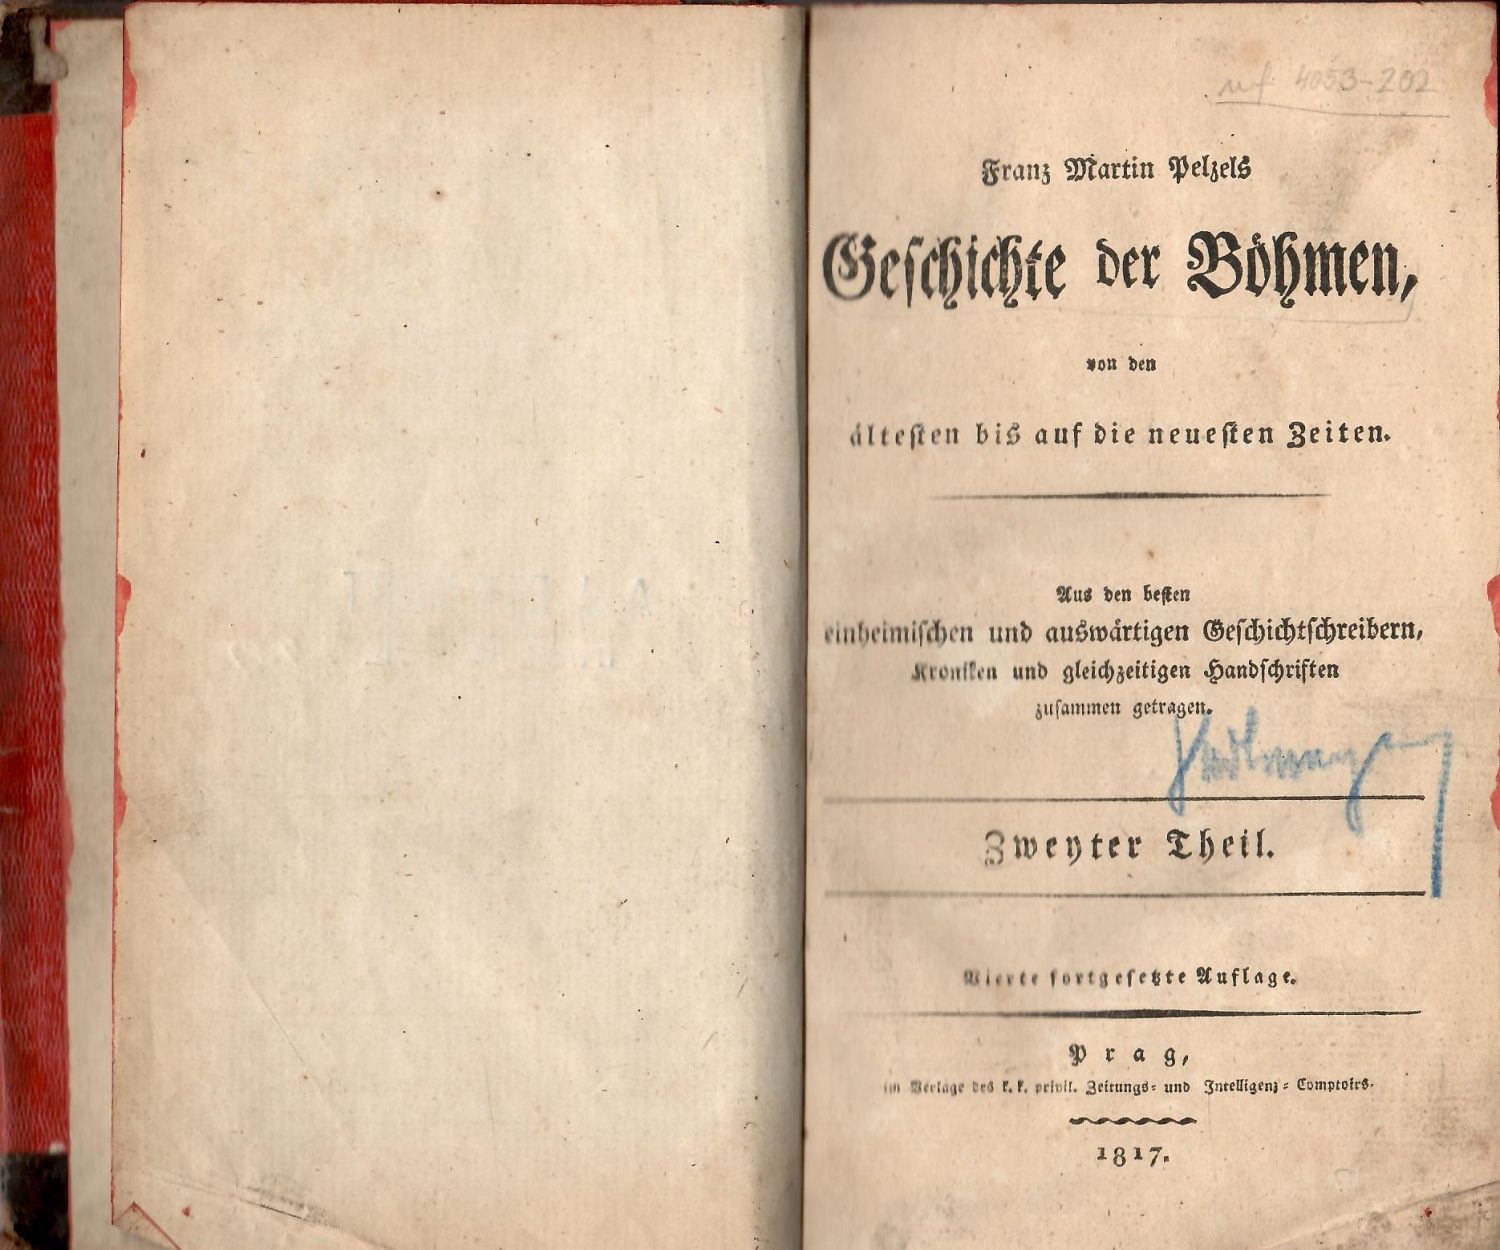 4053-202
Franz Martin Pelzels
Geschichte der Böhmen,
von den
ältesten bis auf die neuesten Zeiten.
Aus den besten
einheimischen und auswärtigen Geschichtschreibern,
Kroniken und gleichzeitigen Handschriften
zusammen getragen.
Zweyter Theil.
Vierte fortgesetzte Auflage.
Prag,
im Verlage des k. k. privil. Zeitungs- und Intelligenz-Comptoirs.
1817.